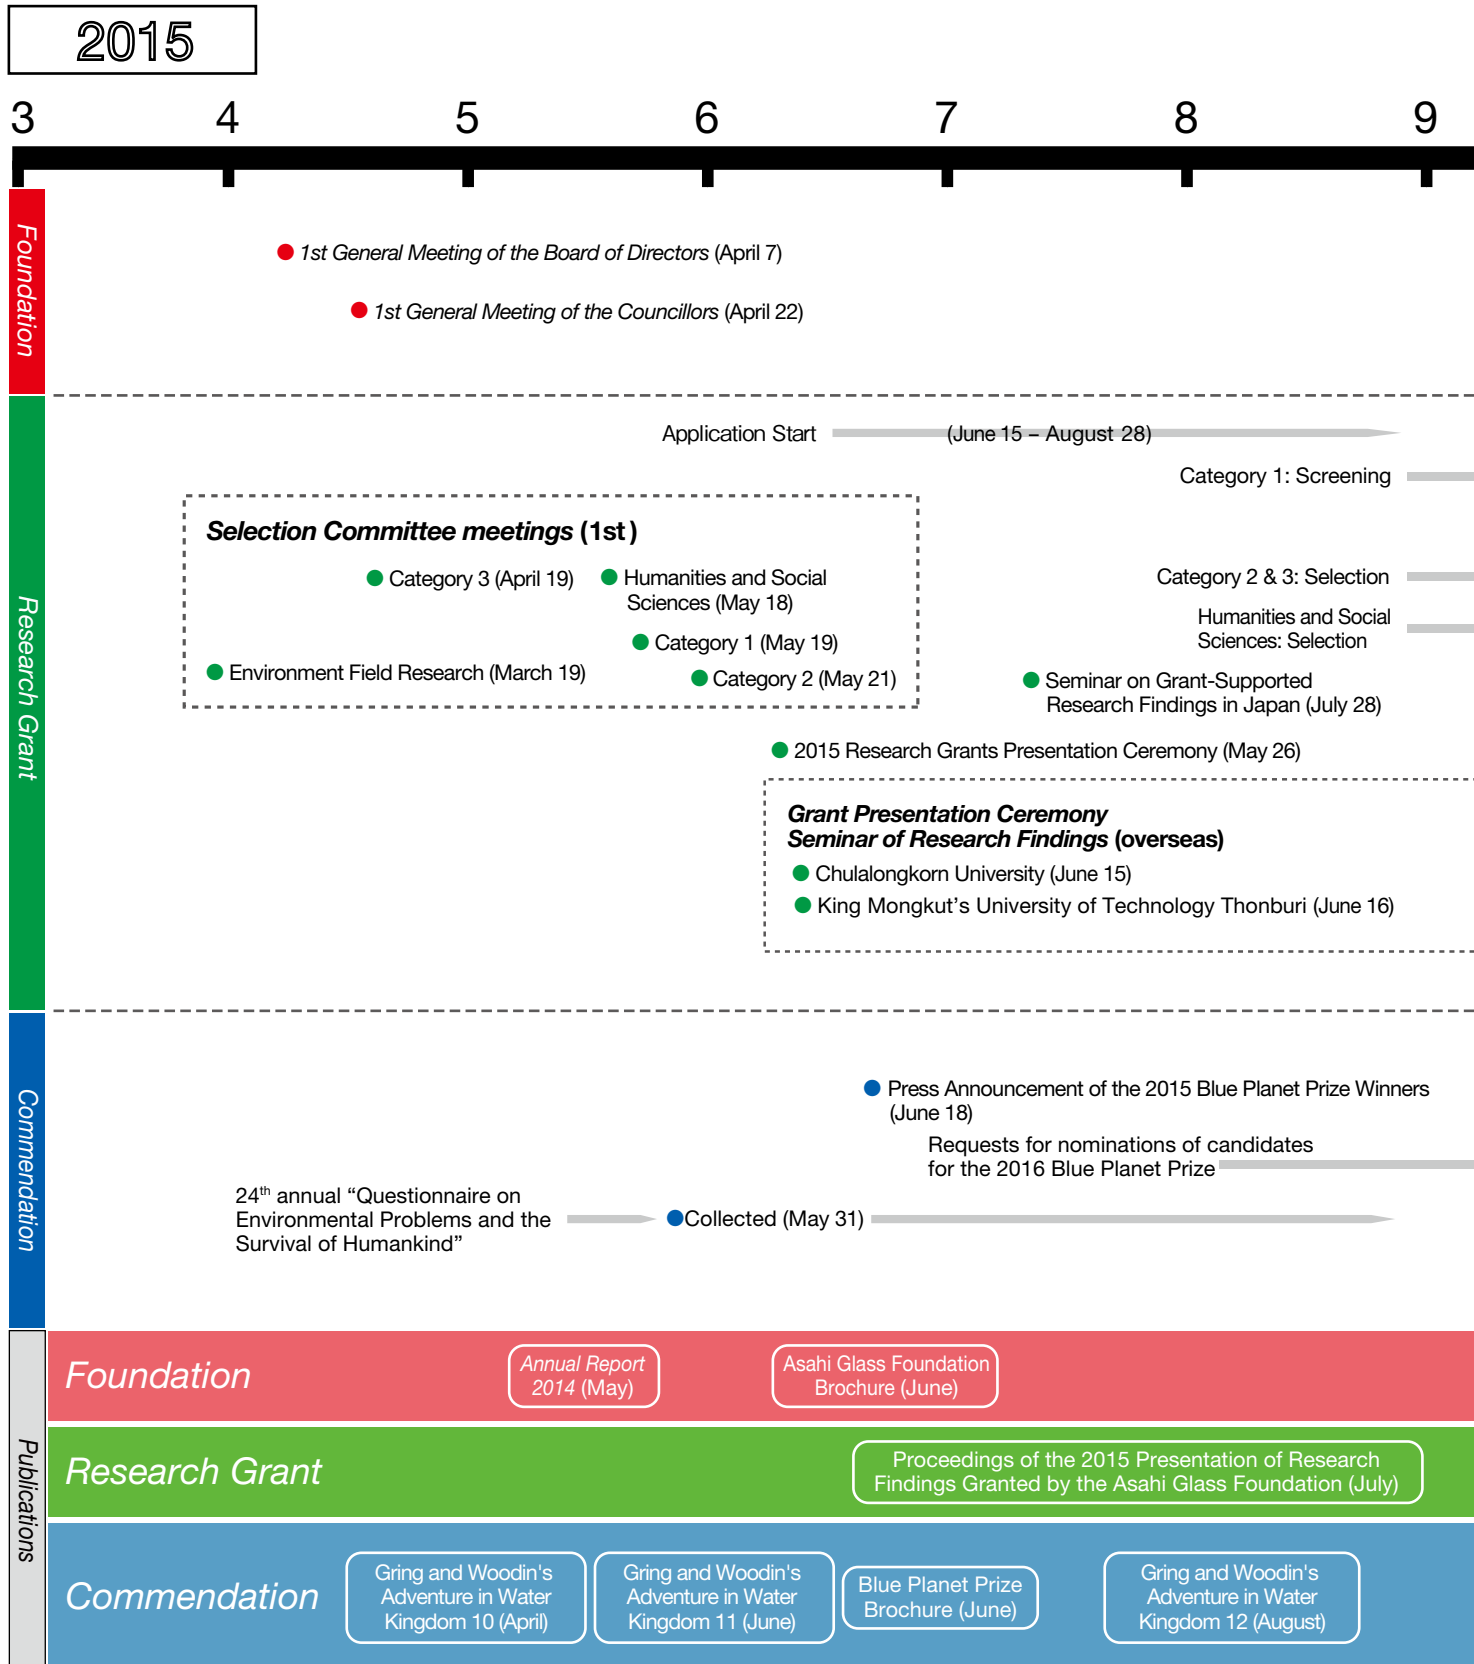 2015
3 4 5 6 7 8 9
Foundation
1st General Meeting of the Board of Directors (April 7)
1st General Meeting of the Councillors (April 22)
Research Grant
Application Start (June 15 – August 28)
Category 1: Screening
Selection Committee meetings (1st )
Category 3 (April 19)
Humanities and Social
Sciences (May 18)
Category 1 (May 19)
Environment Field Research (March 19)
Category 2 (May 21)
Category 2 & 3: Selection
Humanities and Social
Sciences: Selection
Seminar on Grant-Supported
Research Findings in Japan (July 28)
2015 Research Grants Presentation Ceremony (May 26)
Grant Presentation Ceremony
Seminar of Research Findings (overseas)
Chulalongkorn University (June 15)
King Mongkut’s University of Technology Thonburi (June 16)
Commendation
Press Announcement of the 2015 Blue Planet Prize Winners
(June 18)
Requests for nominations of candidates
for the 2016 Blue Planet Prize
24th annual “Questionnaire on
Environmental Problems and the
Survival of Humankind”
Collected (May 31)
Publications
Foundation
Annual Report
2014 (May)
Asahi Glass Foundation
Brochure (June)
Research Grant
Proceedings of the 2015 Presentation of Research
Findings Granted by the Asahi Glass Foundation (July)
Commendation
Gring and Woodin's
Adventure in Water
Kingdom 10 (April)
Gring and Woodin's
Adventure in Water
Kingdom 11 (June)
Blue Planet Prize
Brochure (June)
Gring and Woodin's
Adventure in Water
Kingdom 12 (August)